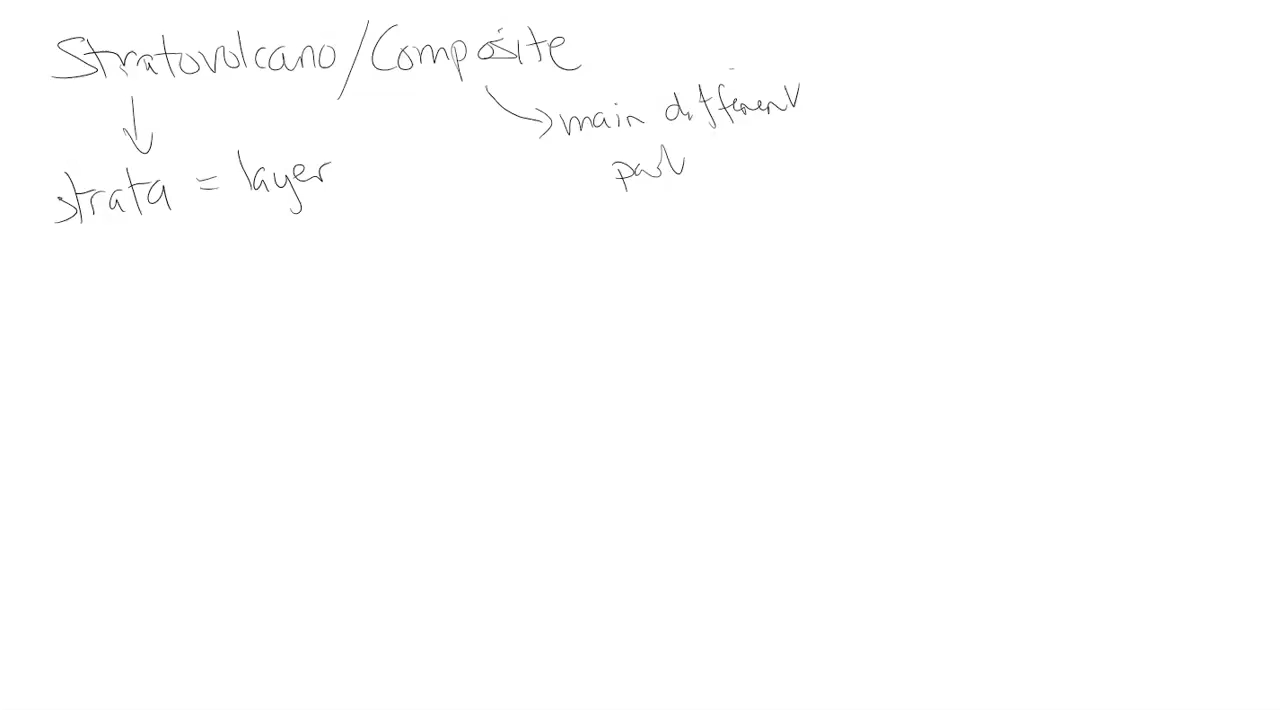 Stratovolcano/Composite
main different
part
strata = layer